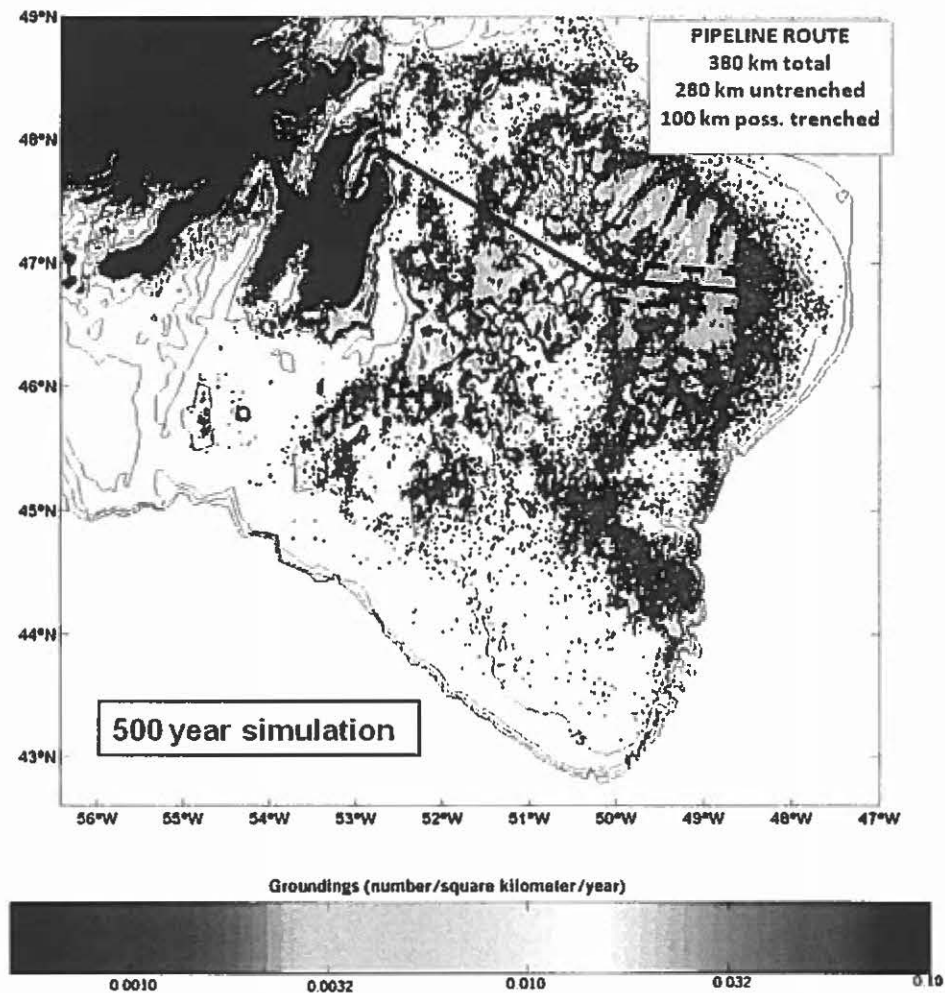 49°N
48°N
47°N
46°N
45°N
44°N
43°N
PIPELINE ROUTE
380 km total
280 km untrenched
100 km poss. trenched
500 year simulation
75
56°W 55°W 54°W 53°W 52°W 51°W 50°W 49°W 48°W 47°W
Groundings (number/square kilometer/year)
0.0010 0.0032 0.010 0.032 0.10